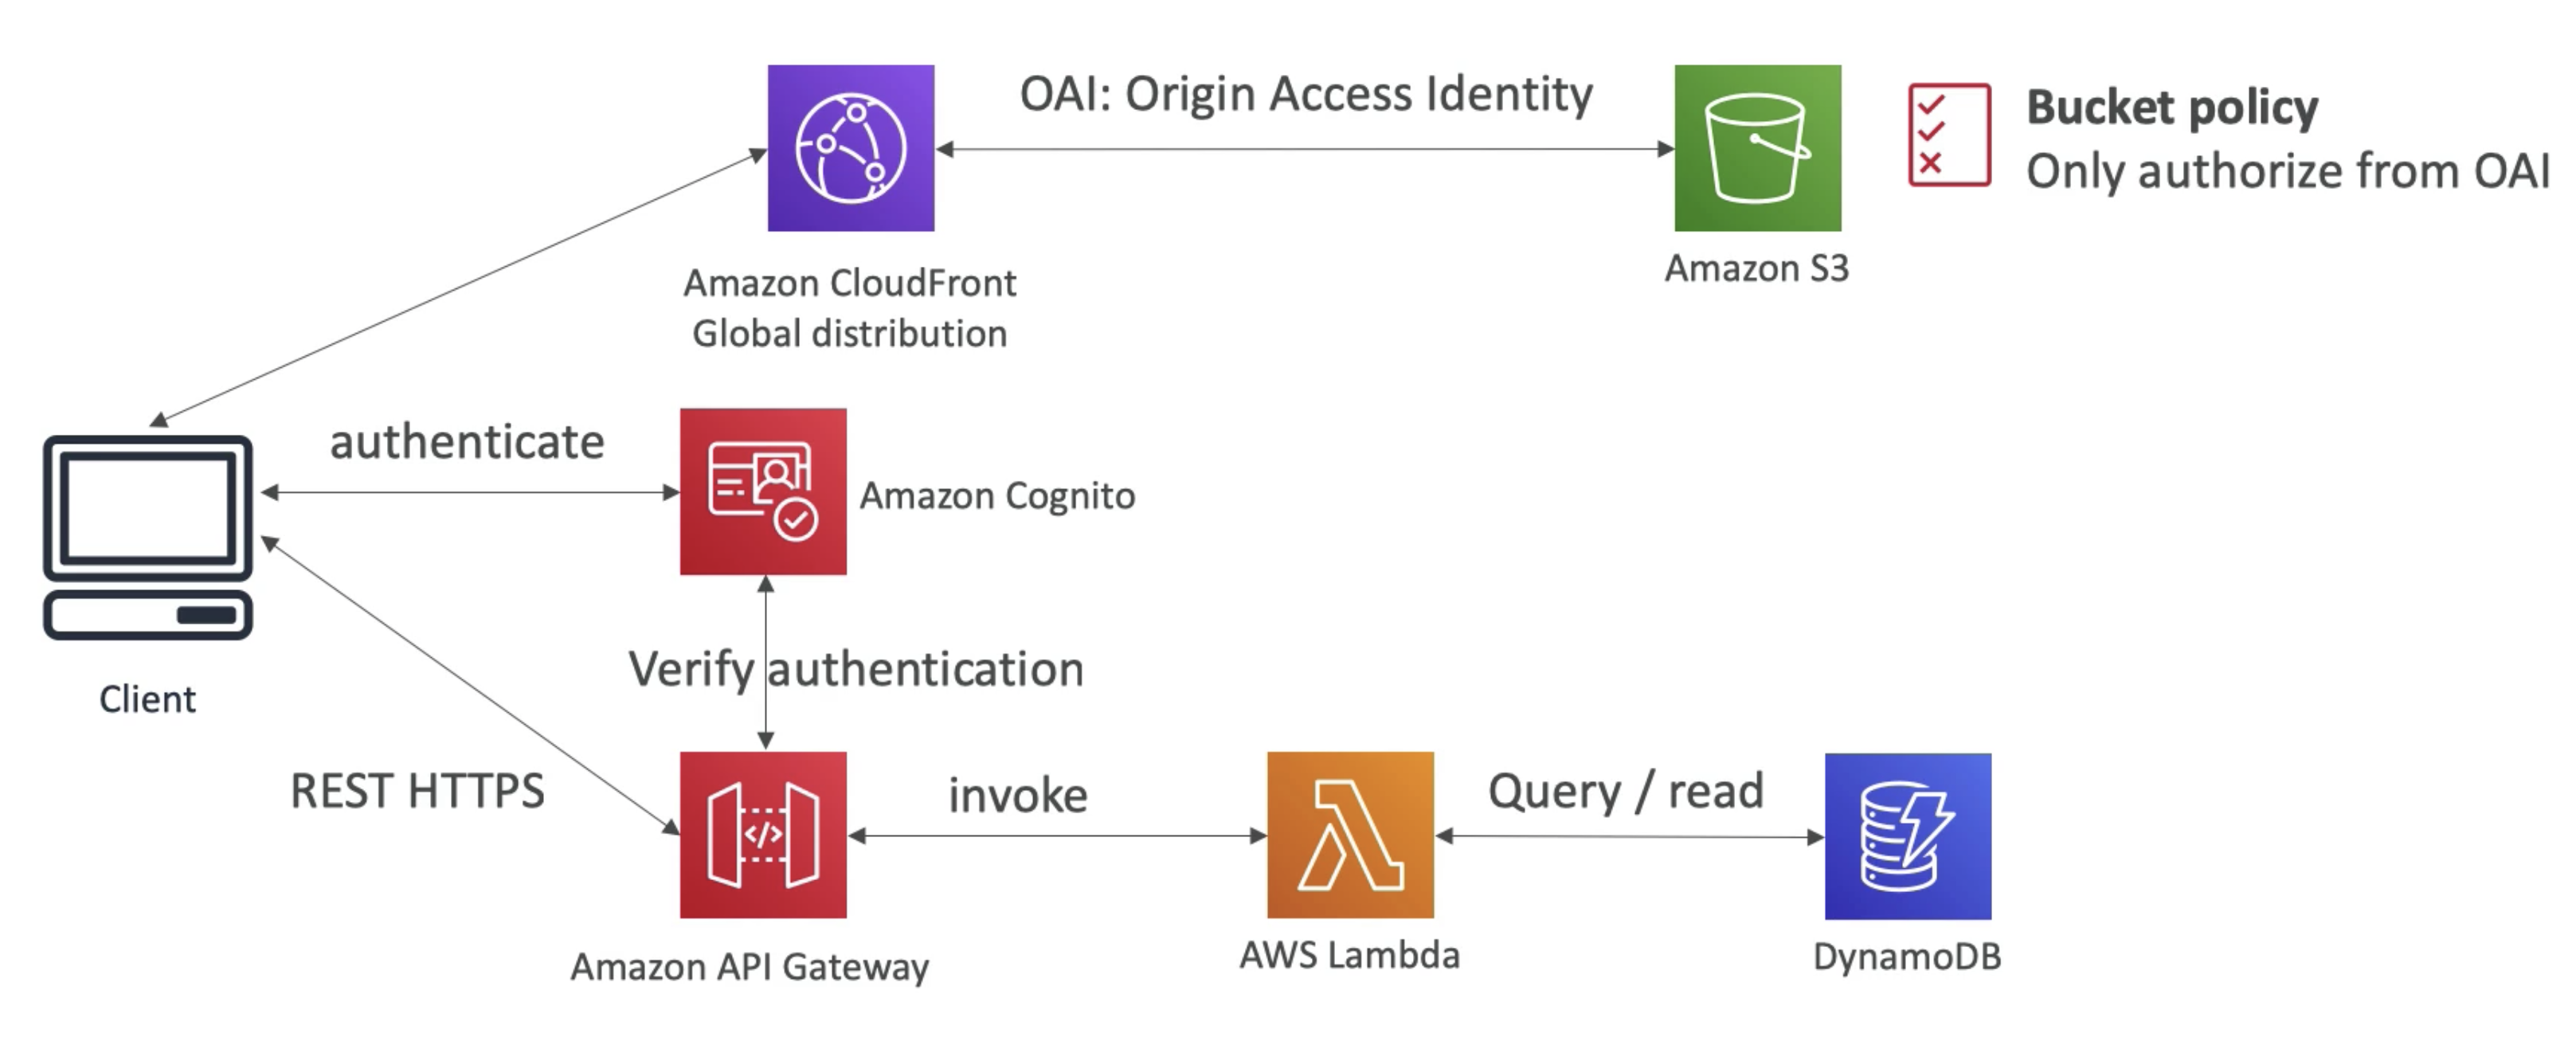 OAI: Origin Access Identity
Bucket policy
Only authorize from OAI
Amazon CloudFront
Global distribution
Amazon S3
authenticate
Amazon Cognito
Client
Verify authentication
REST HTTPS
invoke
Query / read
</>
Amazon API Gateway
AWS Lambda
DynamoDB